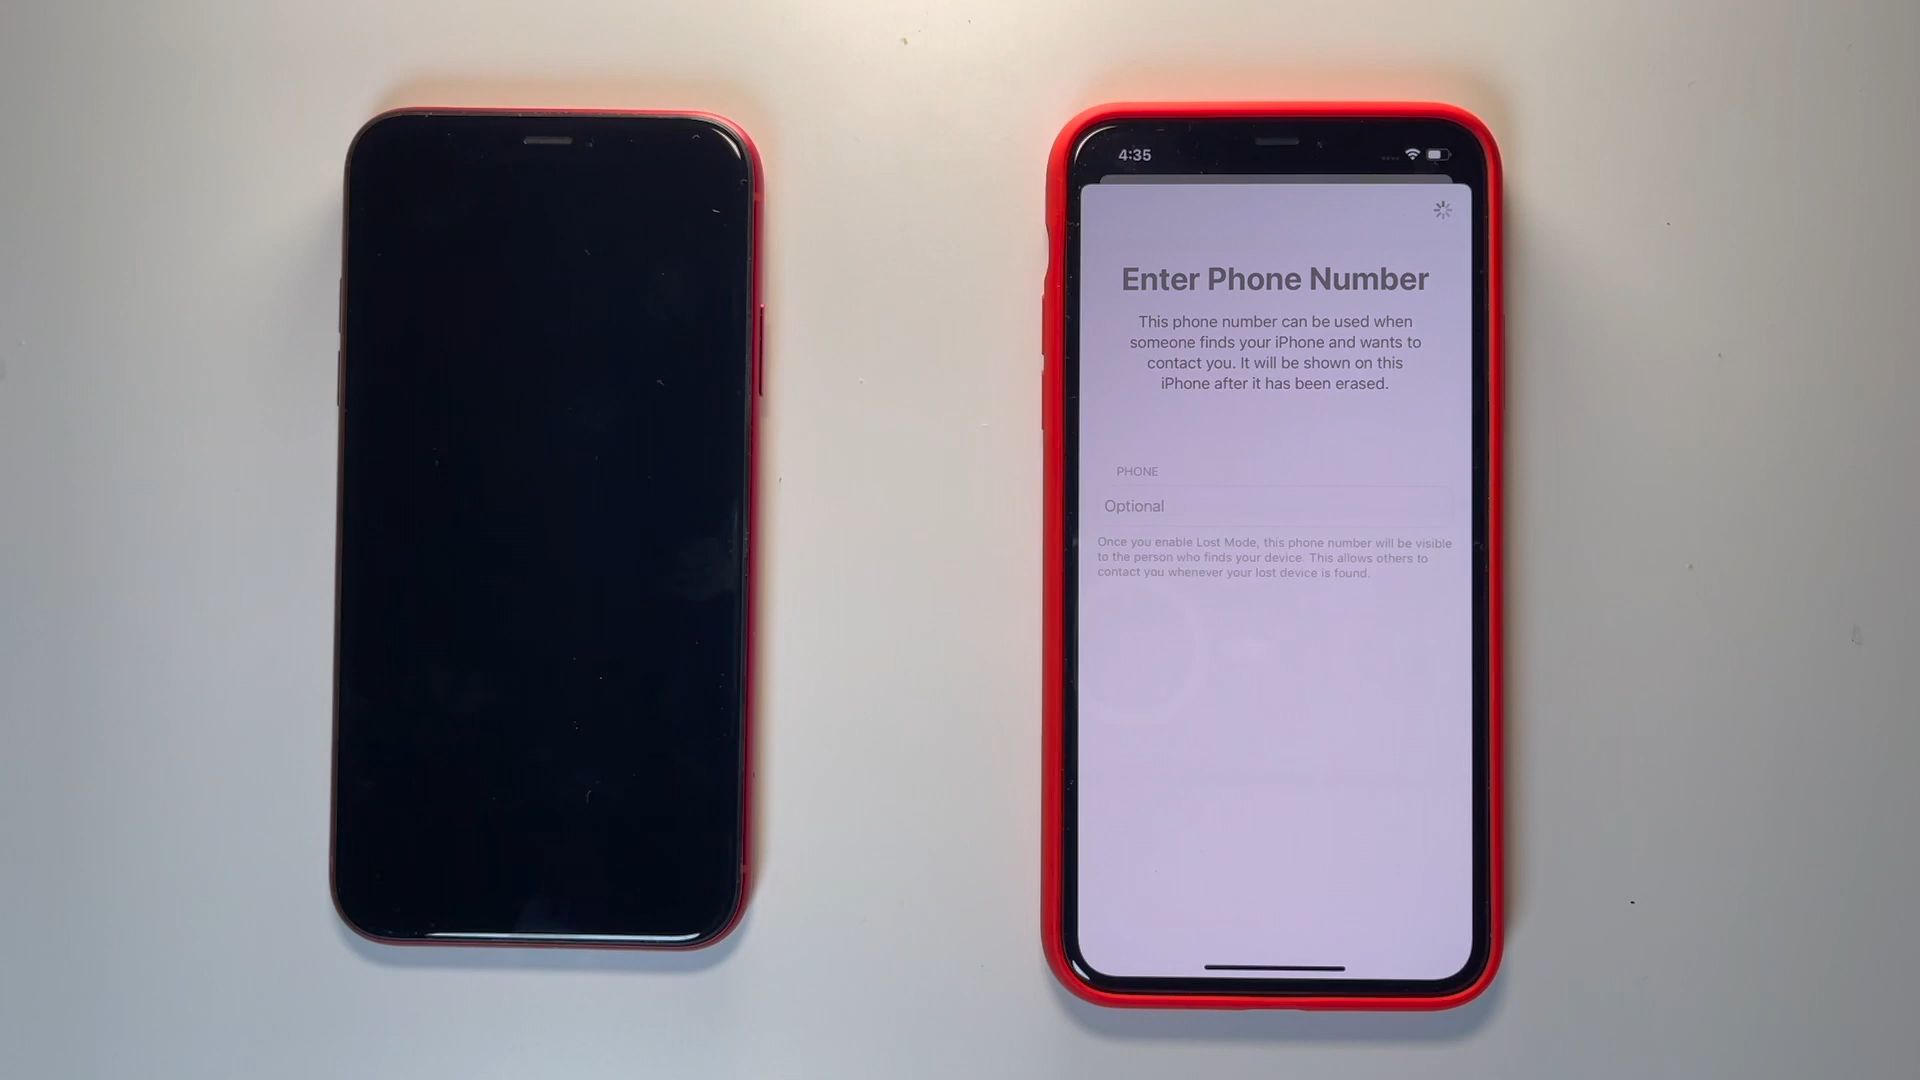 4:35
Enter Phone Number
This phone number can be used when
someone finds your iPhone and wants to
contact you. It will be shown on this
iPhone after it has been erased.
PHONE
Optional
Once you enable Lost Mode, this phone number will be visible
to the person who finds your device. This allows others to
contact you whenever your lost device is found.